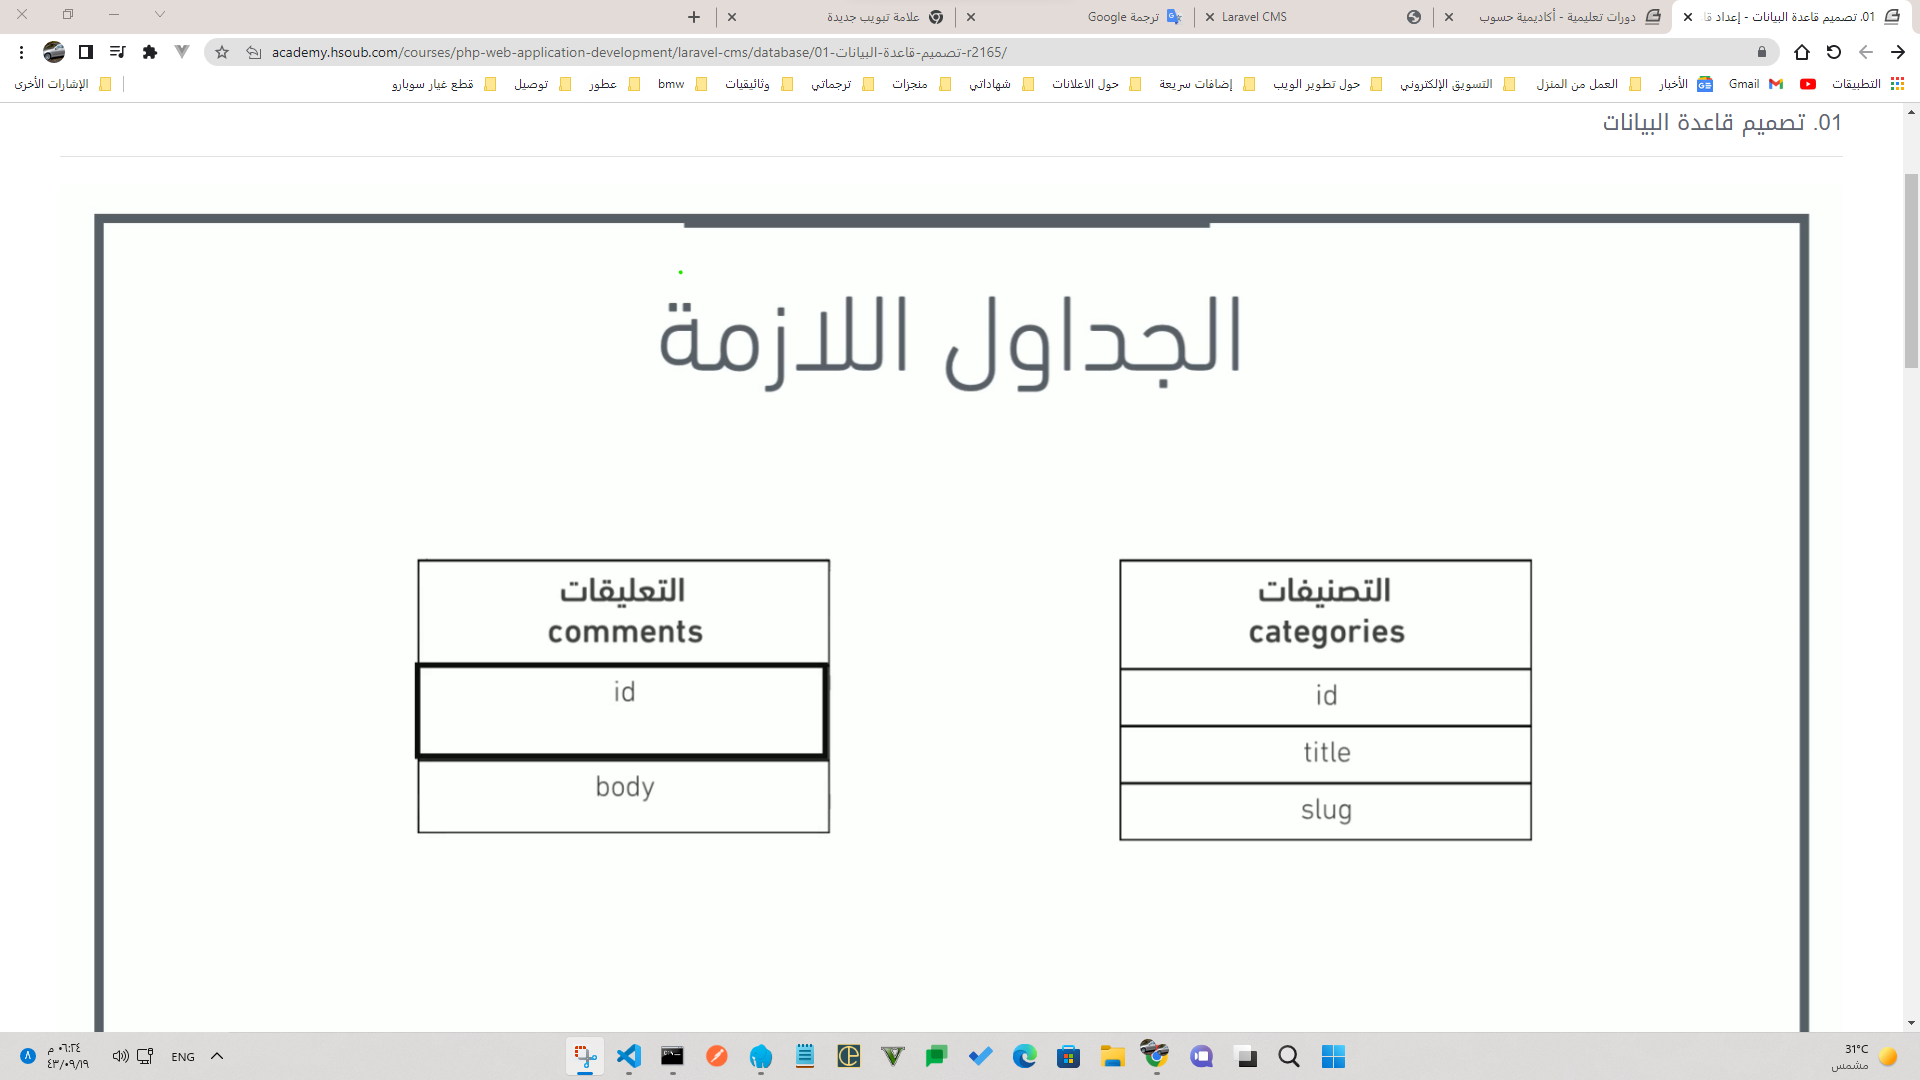 01. تصميم قاعدة البيانات - إعداد قا
دورات تعليمية - أكاديمية حسوب
Laravel CMS
ترجمة Google
علامة تبويب جديدة
academy.hsoub.com/courses/php-web-application-development/laravel-cms/database/01-تصميم-قاعدة-البيانات-r2165/
التطبيقات
Gmail
الأخبار
العمل من المنزل
التسويق الإلكتروني
حول تطوير الويب
إضافات سريعة
حول الاعلانات
شهاداتي
منجزات
ترجماتي
وثائيقيات
bmw
عطور
توصيل
قطع غيار سوبارو
الإشارات الأخرى
01. تصميم قاعدة البيانات
الجداول اللازمة
التصنيفات
categories
id
title
slug
التعليقات
comments
id
body
31°C
مشمس
ENG
٠٦:٢٤ م
٤٣/٠٩/١٩
٨